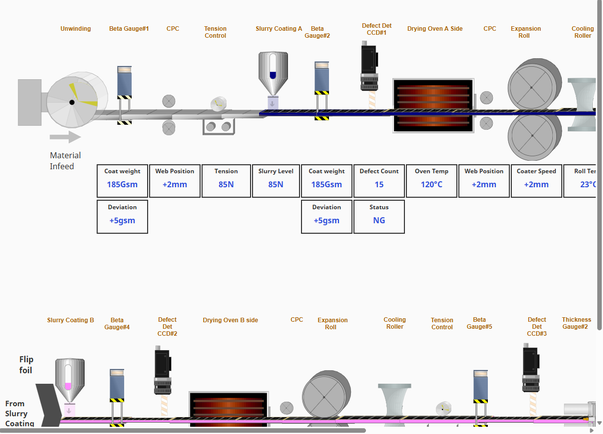 Unwinding
Beta Gauge#1
CPC
Tension
Control
Slurry Coating A
Beta
Gauge#2
Defect Det
CCD#1
Drying Oven A Side
CPC
Expansion
Roll
Cooling
Roller
Material
Infeed
Coat weight
185Gsm
Web Position
+2mm
Tension
85N
Slurry Level
85N
Coat weight
185Gsm
Defect Count
15
Oven Temp
120°C
Web Position
+2mm
Coater Speed
+2mm
Roll Te
23°C
Deviation
+5gsm
Deviation
+5gsm
Status
NG
Slurry Coating B
Beta
Gauge#4
Defect
Det
CCD#2
Drying Oven B side
CPC
Expansion
Roll
Cooling
Roller
Tension
Control
Beta
Gauge#5
Defect
Det
CCD#3
Thickness
Gauge#2
Flip
foil
From
Slurry
Coating